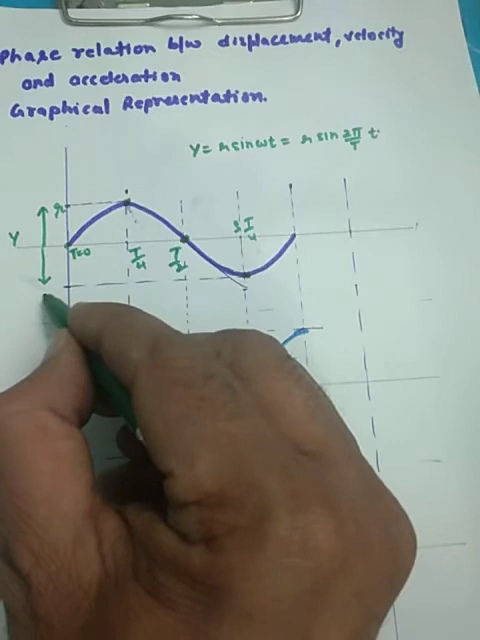 Phase relation b/w displacement, velocity
and acceleration
Graphical Representation.
Y = r sin ωt = r sin 2π/T t
r
Y
T=0
T/4
T/2
3T/4